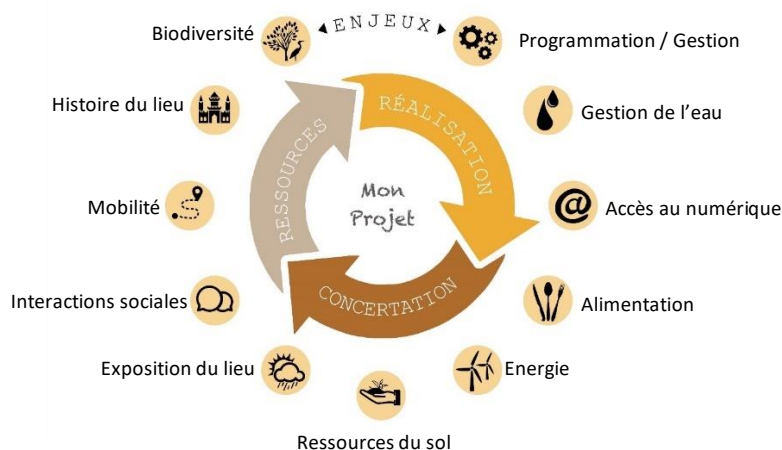 Biodiversité
ENJEUX
Programmation / Gestion
Histoire du lieu
Gestion de l’eau
Mobilité
Accès au numérique
Interactions sociales
Alimentation
Exposition du lieu
Energie
Ressources du sol
RESSOURCES
RÉALISATION
CONCERTATION
Mon
Projet
@